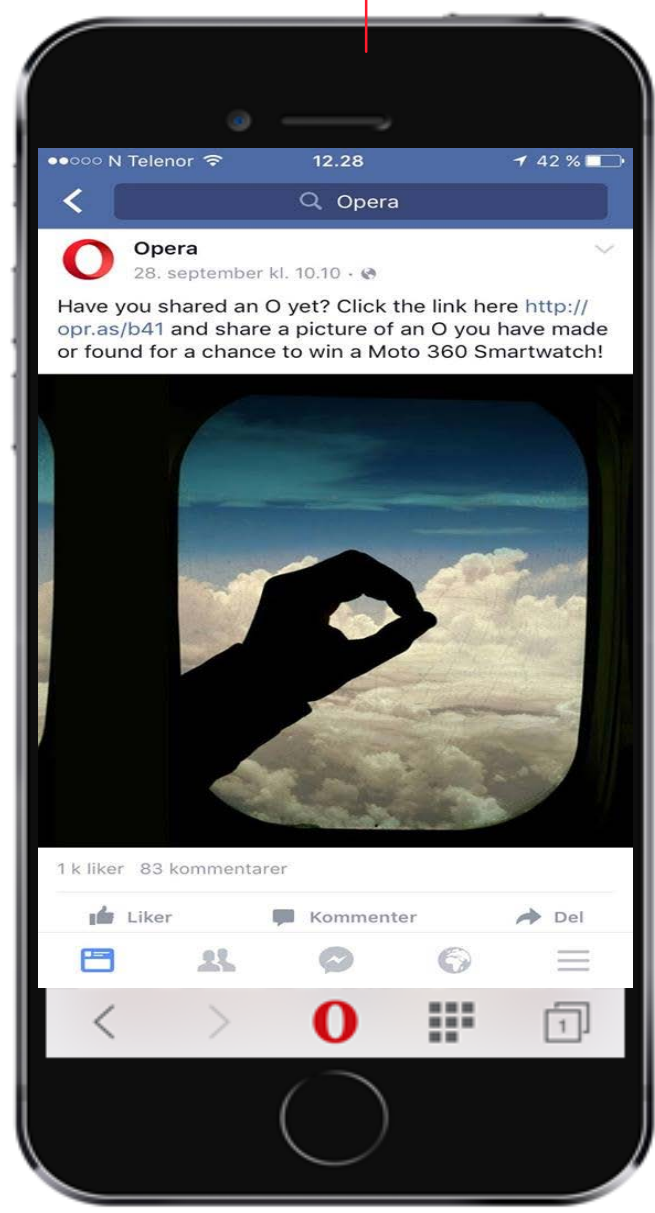 N Telenor 12.28 42 %
Opera
Opera
28. september kl. 10.10 ·
Have you shared an O yet? Click the link here http://
opr.as/b41 and share a picture of an O you have made
or found for a chance to win a Moto 360 Smartwatch!
1 k liker 83 kommentarer
Liker Kommenter Del
1